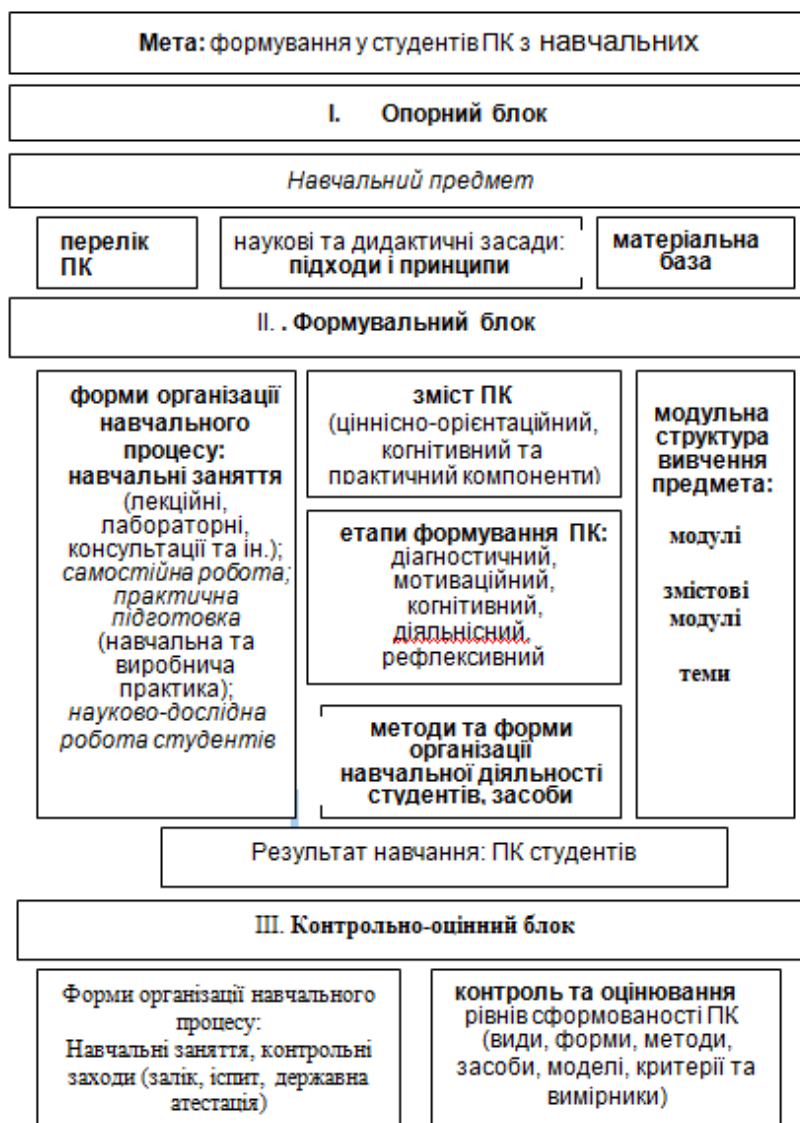 Мета: формування у студентів ПК з навчальних
I. Опорний блок
Навчальний предмет
перелік
ПК
наукові та дидактичні засади:
підходи і принципи
матеріальна
база
II. . Формувальний блок
форми організації
навчального
процесу:
навчальні заняття
(лекційні,
лабораторні,
консультації та ін.);
самостійна робота;
практична
підготовка
(навчальна та
виробнича
практика);
науково-дослідна
робота студентів
зміст ПК
(ціннісно-орієнтаційний,
когнітивний та
практичний компоненти)
етапи формування ПК:
діагностичний,
мотиваційний,
когнітивний,
діяльнісний,
рефлексивний
методи та форми
організації
навчальної діяльності
студентів, засоби
модульна
структура
вивчення
предмета:
модулі
змістові
модулі
теми
Результат навчання: ПК студентів
III. Контрольно-оцінний блок
Форми організації навчального
процесу:
Навчальні заняття, контрольні
заходи (залік, іспит, державна
атестація)
контроль та оцінювання
рівнів сформованості ПК
(види, форми, методи,
засоби, моделі, критерії та
вимірники)